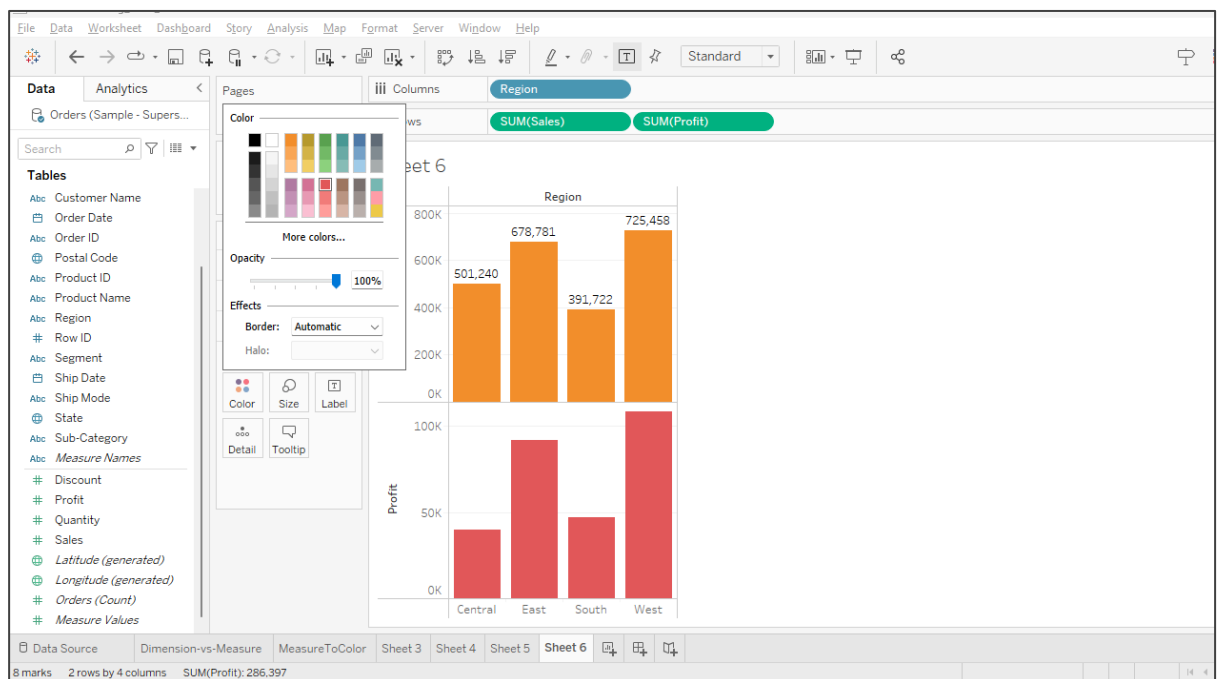 File Data Worksheet Dashboard Story Analysis Map Format Server Window Help
Standard
Data Analytics
Orders (Sample - Supers...
Search
Tables
Abc Customer Name
Order Date
Abc Order ID
Postal Code
Abc Product ID
Abc Product Name
Abc Region
# Row ID
Abc Segment
Ship Date
Abc Ship Mode
State
Abc Sub-Category
Abc Measure Names
# Discount
# Profit
# Quantity
# Sales
Latitude (generated)
Longitude (generated)
# Orders (Count)
# Measure Values
Pages
Color
More colors...
Opacity
100%
Effects
Border: Automatic
Halo:
Color Size Label
Detail Tooltip
Columns Region
ws SUM(Sales) SUM(Profit)
eet 6
Region
800K
600K
400K
200K
0K
501,240
678,781
391,722
725,458
Profit
100K
50K
0K
Central East South West
Data Source Dimension-vs-Measure MeasureToColor Sheet 3 Sheet 4 Sheet 5 Sheet 6
8 marks 2 rows by 4 columns SUM(Profit): 286,397